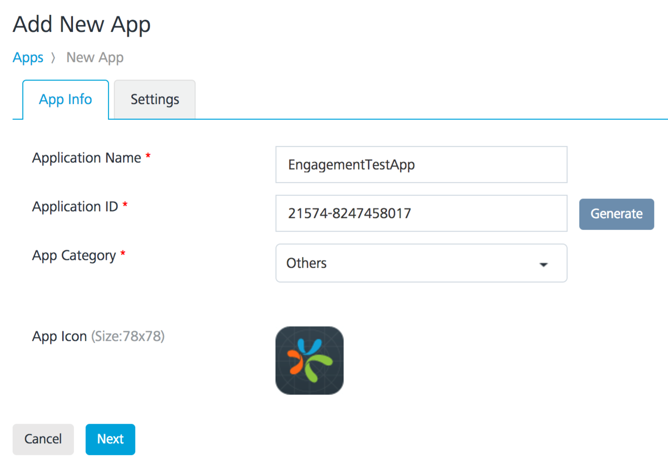 Add New App
Apps 〉 New App
App Info Settings
Application Name *
EngagementTestApp
Application ID *
21574-8247458017 Generate
App Category *
Others
App Icon (Size:78x78)
Cancel Next